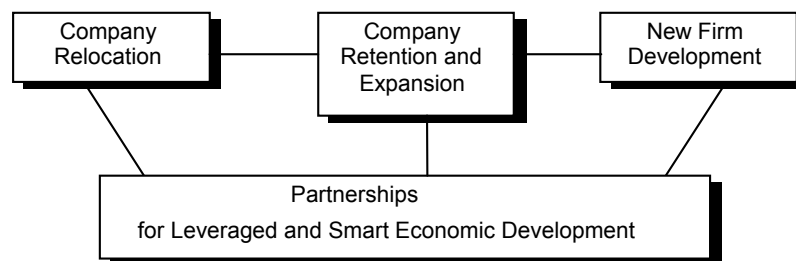 Company
Relocation
Company
Retention and
Expansion
New Firm
Development
Partnerships
for Leveraged and Smart Economic Development